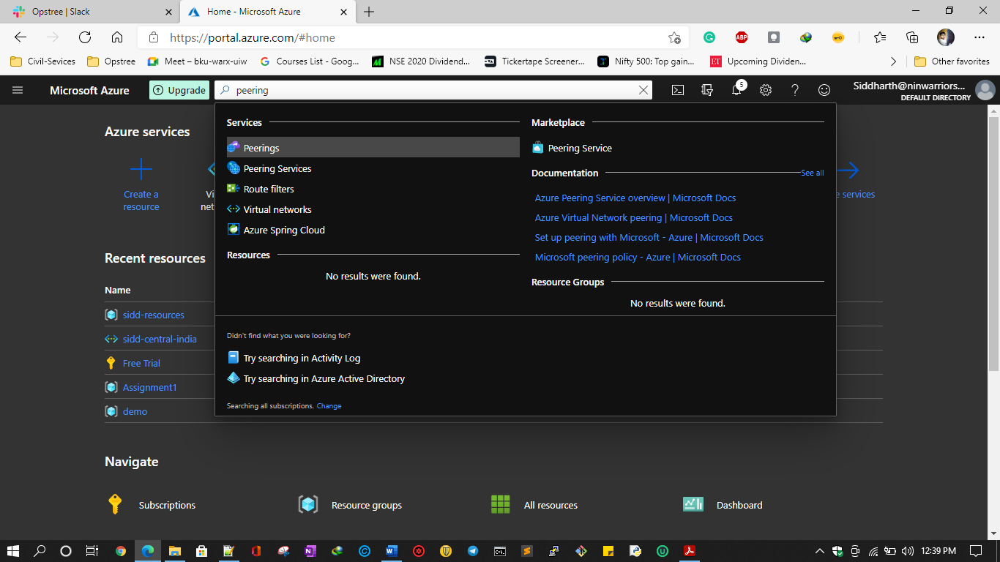 Opstree | Slack
Home - Microsoft Azure
https://portal.azure.com/#home
ABP
Civil-Sevices
Opstree
Meet – bku-warx-uiw
Courses List - Goog...
NSE 2020 Dividend...
Tickertape Screener...
Nifty 500: Top gain...
ET
Upcoming Dividen...
Other favorites
Microsoft Azure
Upgrade
peering
5
Siddharth@ninwarriors...
DEFAULT DIRECTORY
Azure services
Create a
resource
Vi
net
e services
Services
Peerings
Peering Services
Route filters
Virtual networks
Azure Spring Cloud
Resources
No results were found.
Marketplace
Peering Service
Documentation
See all
Azure Peering Service overview | Microsoft Docs
Azure Virtual Network peering | Microsoft Docs
Set up peering with Microsoft - Azure | Microsoft Docs
Microsoft peering policy - Azure | Microsoft Docs
Resource Groups
No results were found.
Didn't find what you were looking for?
Try searching in Activity Log
Try searching in Azure Active Directory
Searching all subscriptions. Change
Recent resources
Name
sidd-resources
sidd-central-india
Free Trial
Assignment1
demo
Navigate
Subscriptions
Resource groups
All resources
Dashboard
12:39 PM